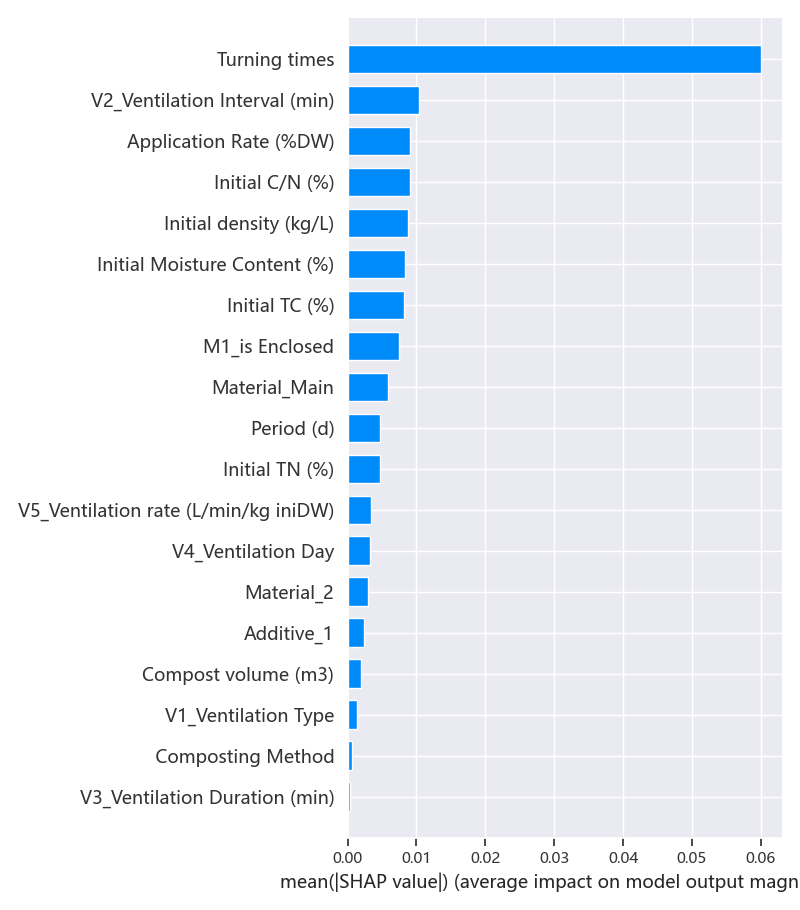 Turning times
V2_Ventilation Interval (min)
Application Rate (%DW)
Initial C/N (%)
Initial density (kg/L)
Initial Moisture Content (%)
Initial TC (%)
M1_is Enclosed
Material_Main
Period (d)
Initial TN (%)
V5_Ventilation rate (L/min/kg iniDW)
V4_Ventilation Day
Material_2
Additive_1
Compost volume (m3)
V1_Ventilation Type
Composting Method
V3_Ventilation Duration (min)
0.00 0.01 0.02 0.03 0.04 0.05 0.06
mean(|SHAP value|) (average impact on model output magn